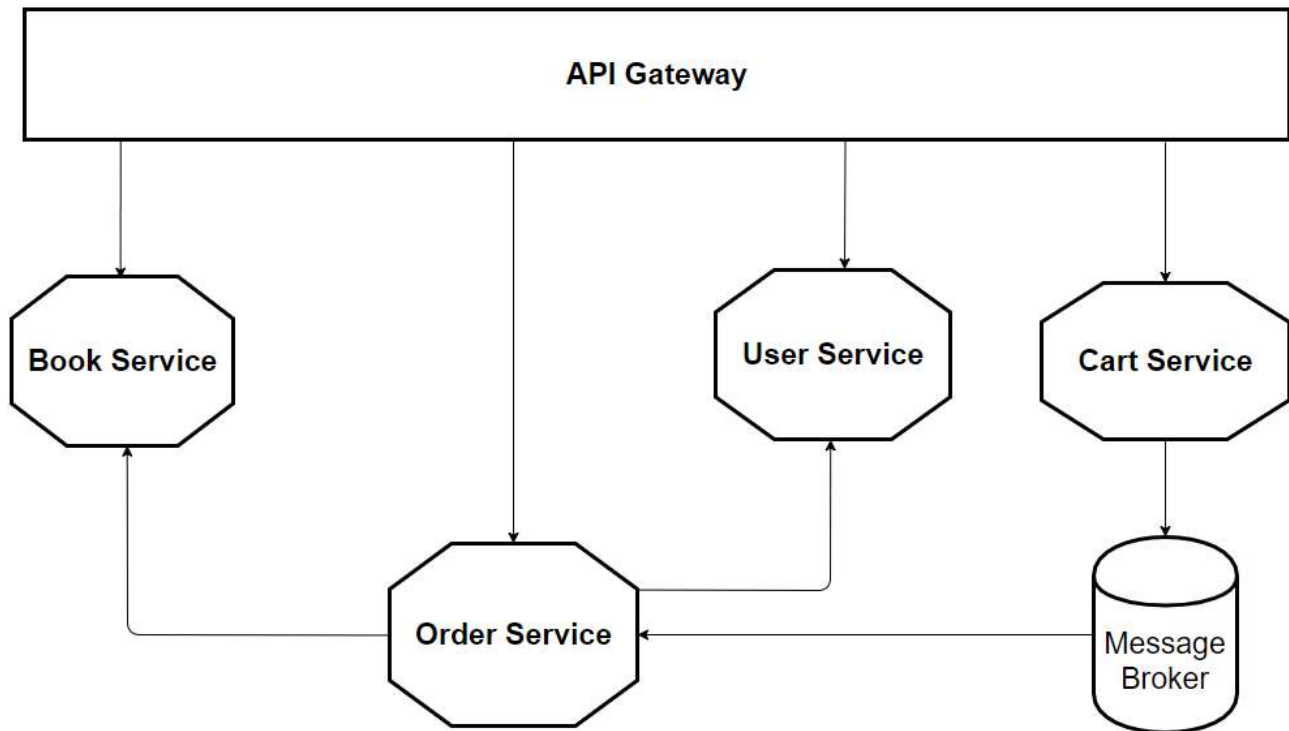 API Gateway
Book Service
User Service
Cart Service
Order Service
Message
Broker